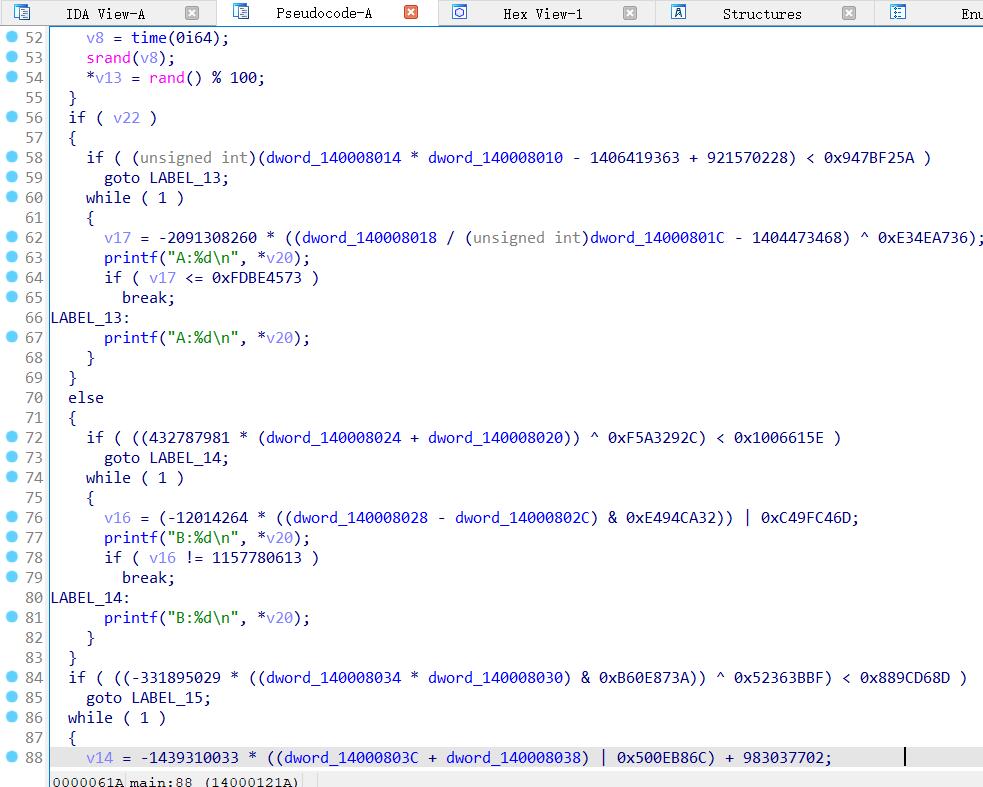 IDA View-A Pseudocode-A Hex View-1 A Structures Enu
52 v8 = time(0i64);
53 srand(v8);
54 *v13 = rand() % 100;
55 }
56 if ( v22 )
57 {
58 if ( (unsigned int)(dword_140008014 * dword_140008010 - 1406419363 + 921570228) < 0x947BF25A )
59 goto LABEL_13;
60 while ( 1 )
61 {
62 v17 = -2091308260 * ((dword_140008018 / (unsigned int)dword_14000801C - 1404473468) ^ 0xE34EA736);
63 printf("A:%d\n", *v20);
64 if ( v17 <= 0xFDBE4573 )
65 break;
66 LABEL_13:
67 printf("A:%d\n", *v20);
68 }
69 }
70 else
71 {
72 if ( ((432787981 * (dword_140008024 + dword_140008020)) ^ 0xF5A3292C) < 0x1006615E )
73 goto LABEL_14;
74 while ( 1 )
75 {
76 v16 = (-12014264 * ((dword_140008028 - dword_14000802C) & 0xE494CA32)) | 0xC49FC46D;
77 printf("B:%d\n", *v20);
78 if ( v16 != 1157780613 )
79 break;
80 LABEL_14:
81 printf("B:%d\n", *v20);
82 }
83 }
84 if ( ((-331895029 * ((dword_140008034 * dword_140008030) & 0xB60E873A)) ^ 0x52363BBF) < 0x889CD68D )
85 goto LABEL_15;
86 while ( 1 )
87 {
88 v14 = -1439310033 * ((dword_14000803C + dword_140008038) | 0x500EB86C) + 983037702;
0000061A main:88 (14000121A)